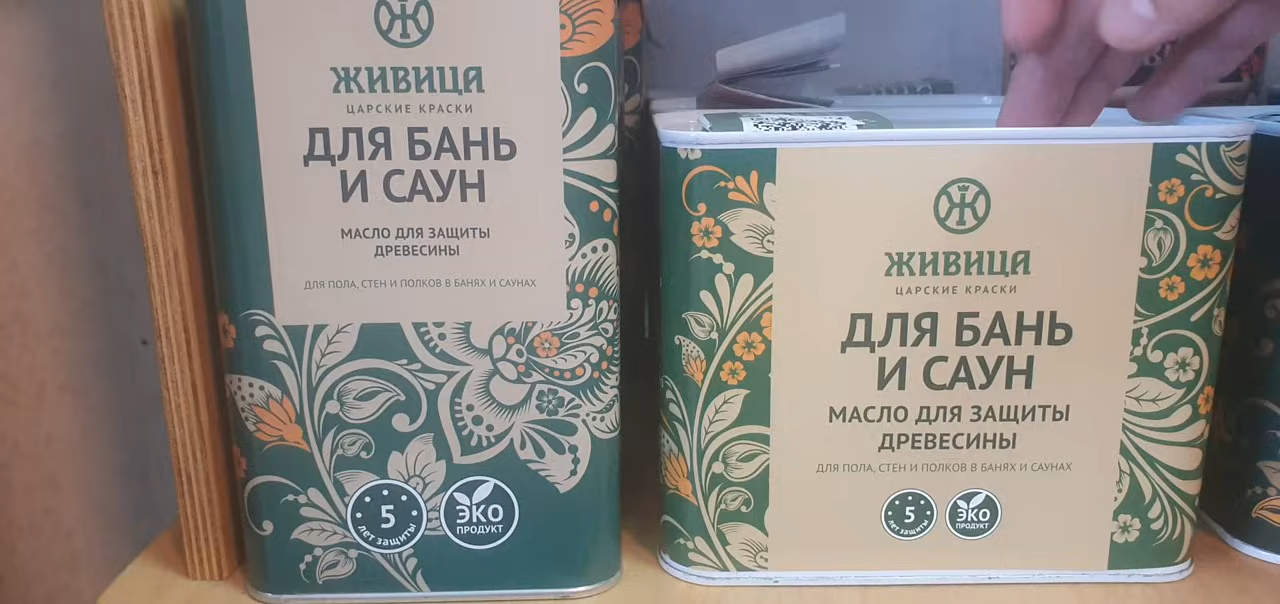 ЖИВИЦА
ЦАРСКИЕ КРАСКИ
ДЛЯ БАНЬ
И САУН
МАСЛО ДЛЯ ЗАЩИТЫ
ДРЕВЕСИНЫ
ДЛЯ ПОЛА, СТЕН И ПОЛКОВ В БАНЯХ И САУНАХ
5
лет защиты
ЭКО
ПРОДУКТ
ЖИВИЦА
ЦАРСКИЕ КРАСКИ
ДЛЯ БАНЬ
И САУН
МАСЛО ДЛЯ ЗАЩИТЫ
ДРЕВЕСИНЫ
ДЛЯ ПОЛА, СТЕН И ПОЛКОВ В БАНЯХ И САУНАХ
5
лет защиты
ЭКО
ПРОДУКТ